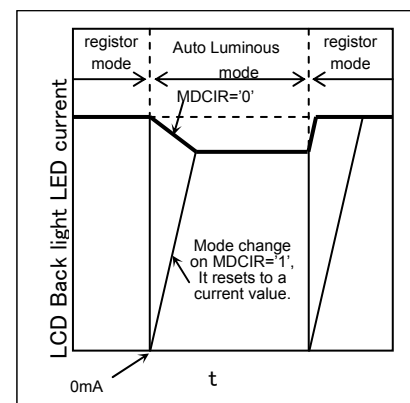 registor
mode
Auto Luminous
mode
registor
mode
MDCIR='0'
LCD Back light LED current
Mode change
on MDCIR='1',
It resets to a
current value.
0mA
t